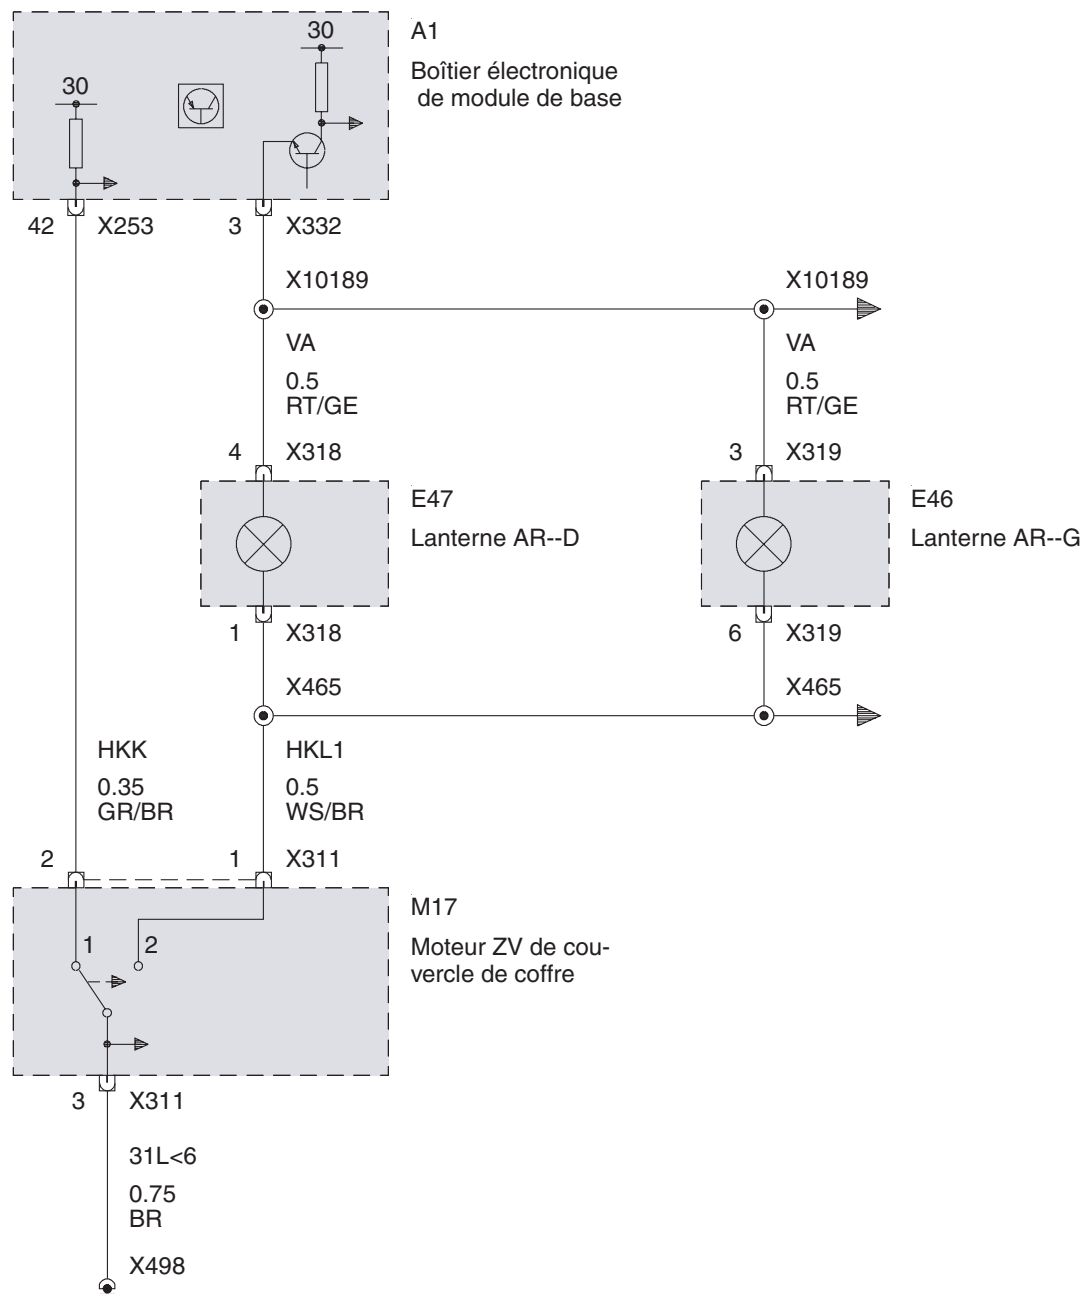 30
A1
Boîtier électronique
de module de base
30
42 X253 3 X332
X10189 X10189
VA VA
0.5 0.5
RT/GE RT/GE
4 X318 3 X319
E47 E46
Lanterne AR--D Lanterne AR--G
1 X318 6 X319
X465 X465
HKK HKL1
0.35 0.5
GR/BR WS/BR
2 1 X311
M17
1 2 Moteur ZV de cou-
vercle de coffre
3 X311
31L<6
0.75
BR
X498